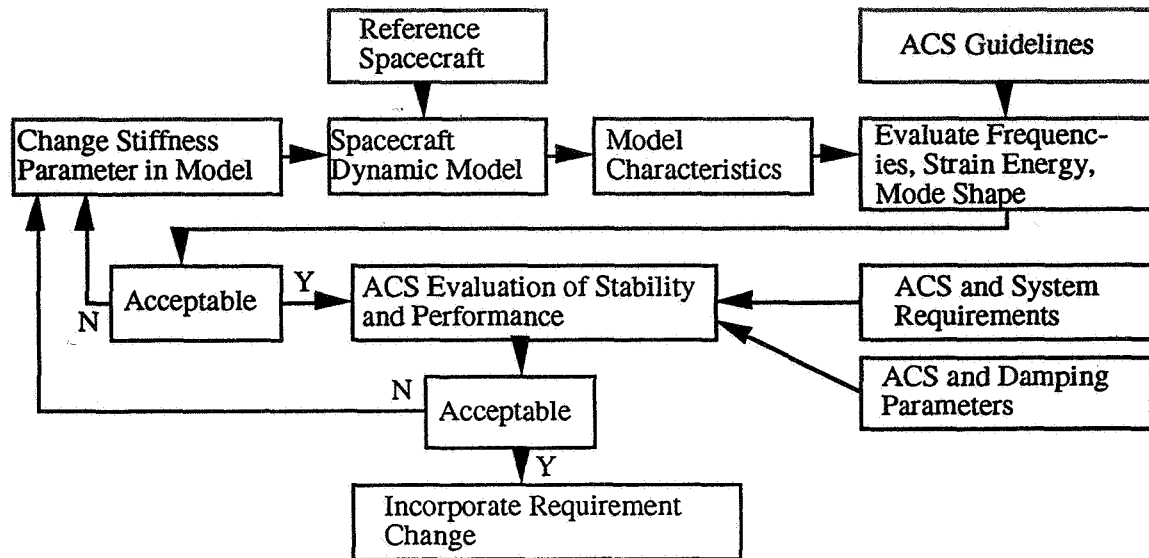 Reference
Spacecraft
ACS Guidelines
Change Stiffness
Parameter in Model
Spacecraft
Dynamic Model
Model
Characteristics
Evaluate Frequenc-
ies, Strain Energy,
Mode Shape
Acceptable
Y
N
ACS Evaluation of Stability
and Performance
ACS and System
Requirements
ACS and Damping
Parameters
N
Acceptable
Y
Incorporate Requirement
Change